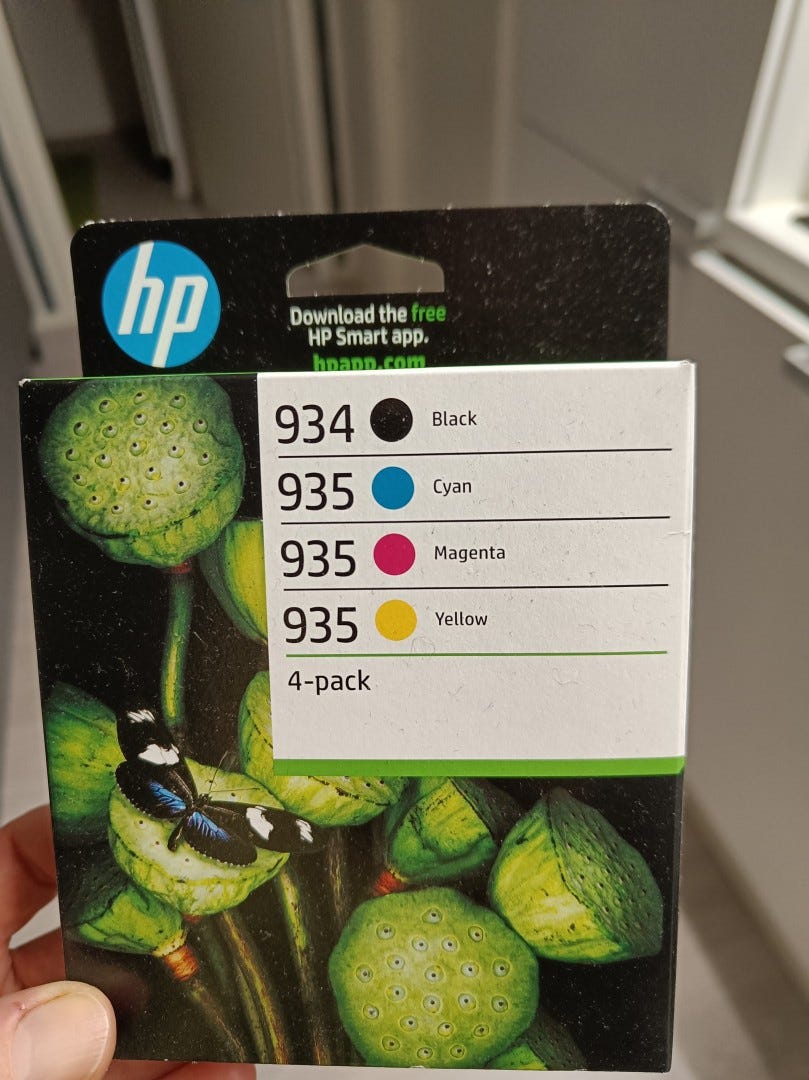 hp
Download the free
HP Smart app.
hpapp.com
934 Black
935 Cyan
935 Magenta
935 Yellow
4-pack